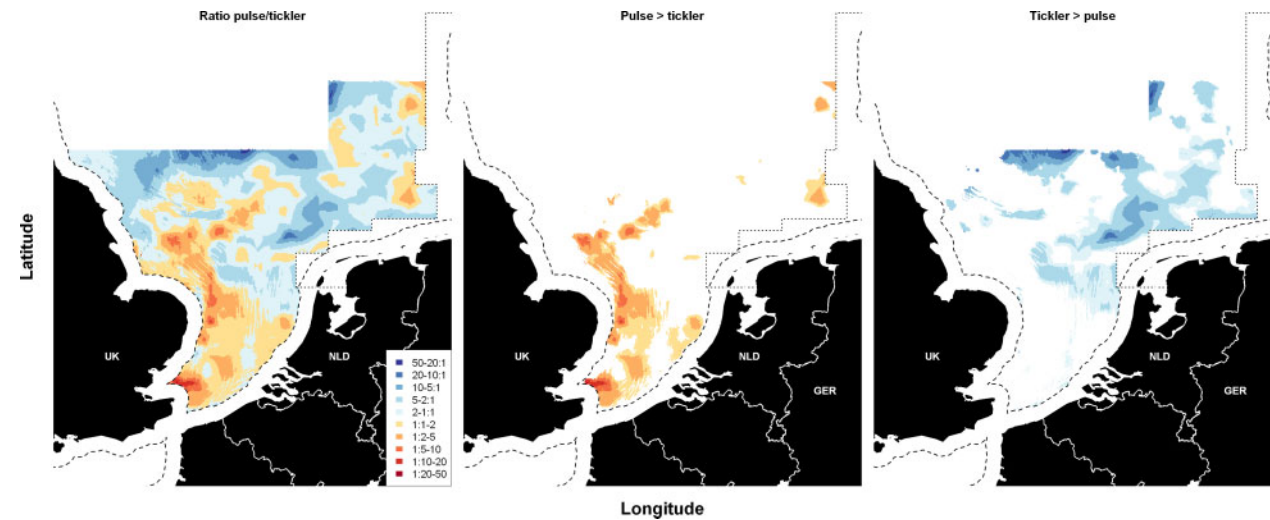 Ratio pulse/tickler
Pulse > tickler
Tickler > pulse
Latitude
UK
NLD
50-20:1
20-10:1
10-5:1
5-2:1
2-1:1
1:1-2
1:2-5
1:5-10
1:10-20
1:20-50
UK
NLD
GER
UK
NLD
GER
Longitude